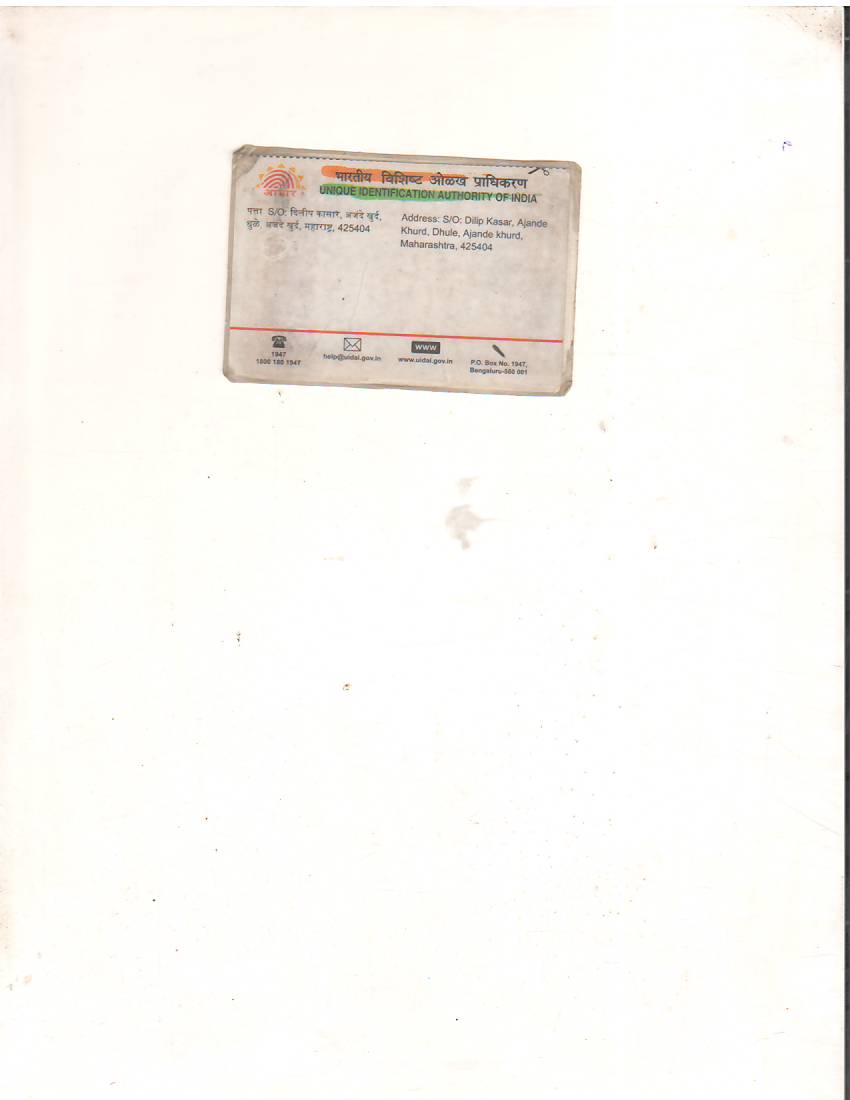 भारतीय विशिष्ट ओळख प्राधिकरण
UNIQUE IDENTIFICATION AUTHORITY OF INDIA
आधार
पत्ता S/O: दिलीप कासार, अजंदे खुर्द,
धुळे, अजंदे खुर्द, महाराष्ट्र, 425404
Address: S/O: Dilip Kasar, Ajande
Khurd, Dhule, Ajande khurd,
Maharashtra, 425404
1947
1800 180 1947
help@uidai.gov.in
WWW
www.uidai.gov.in
P.O. Box No. 1947,
Bengaluru-560 001